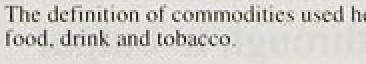 The definition of commodities used
food, drink and tobacco.